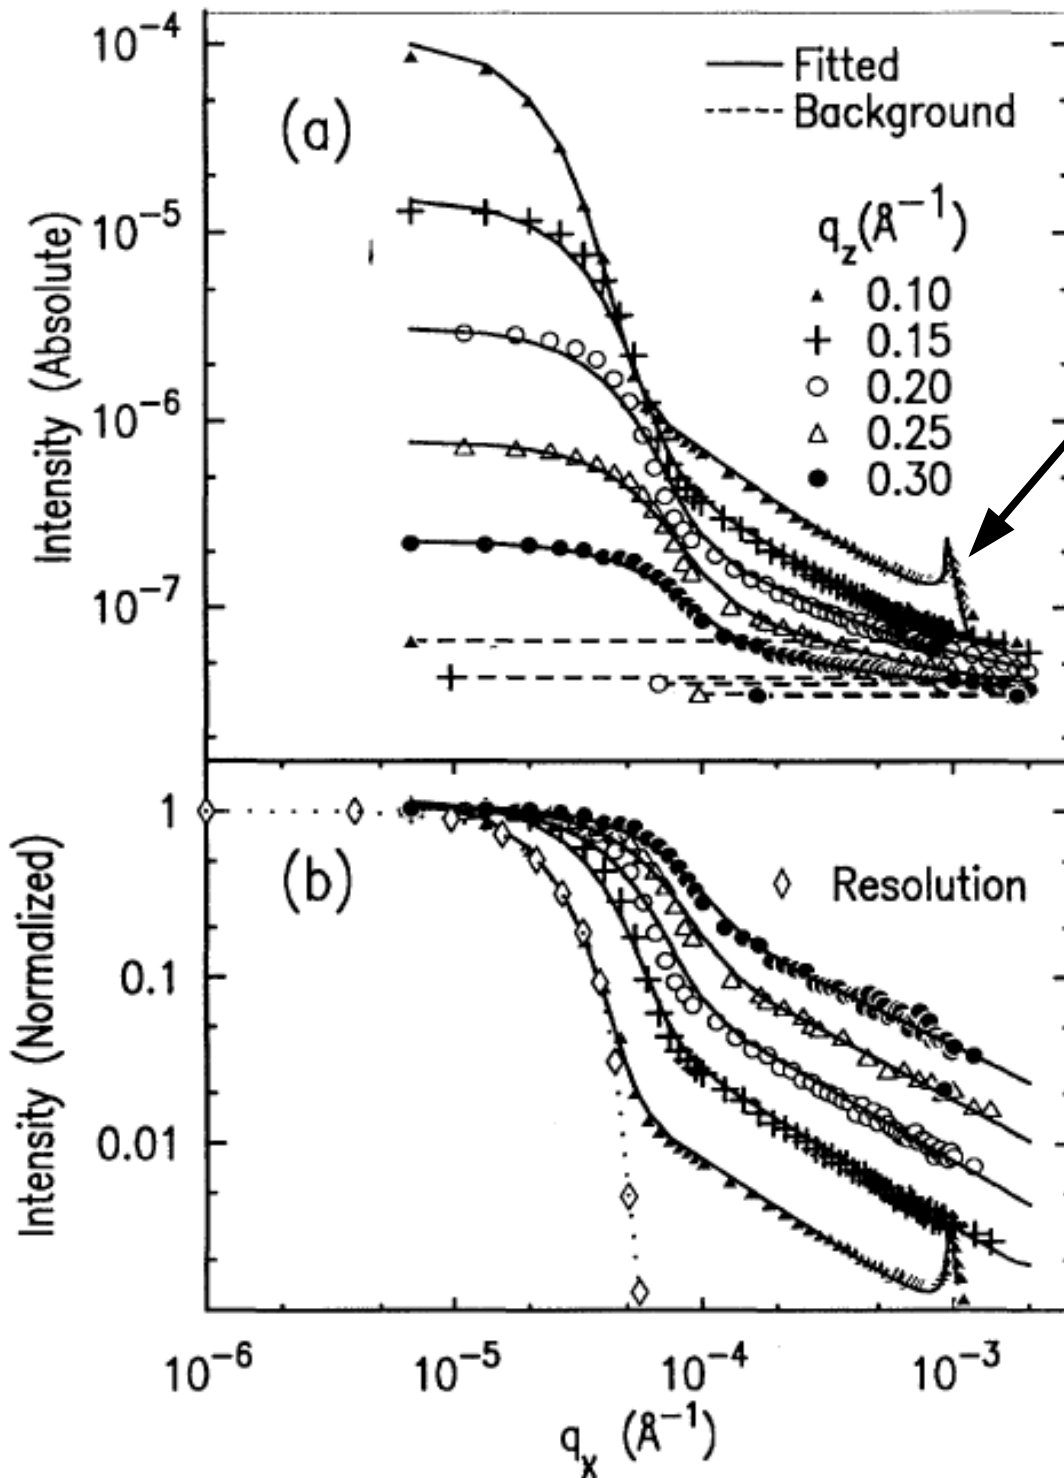 10⁻⁴
10⁻⁵
10⁻⁶
10⁻⁷
Intensity (Absolute)
(a)
Fitted
Background
q_z(Å⁻¹)
0.10
0.15
0.20
0.25
0.30
1
0.1
0.01
Intensity (Normalized)
(b)
Resolution
10⁻⁶ 10⁻⁵ 10⁻⁴ 10⁻³
q_x (Å⁻¹)